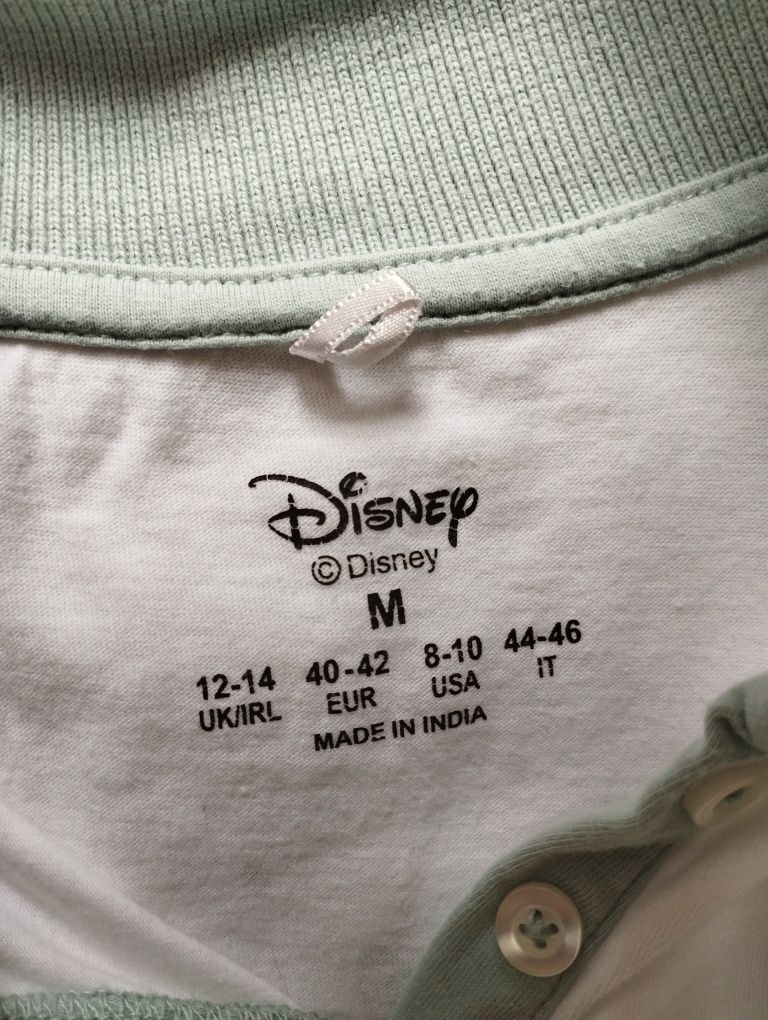 Disney
© Disney
M
12-14 40-42 8-10 44-46
UK/IRL EUR USA IT
MADE IN INDIA